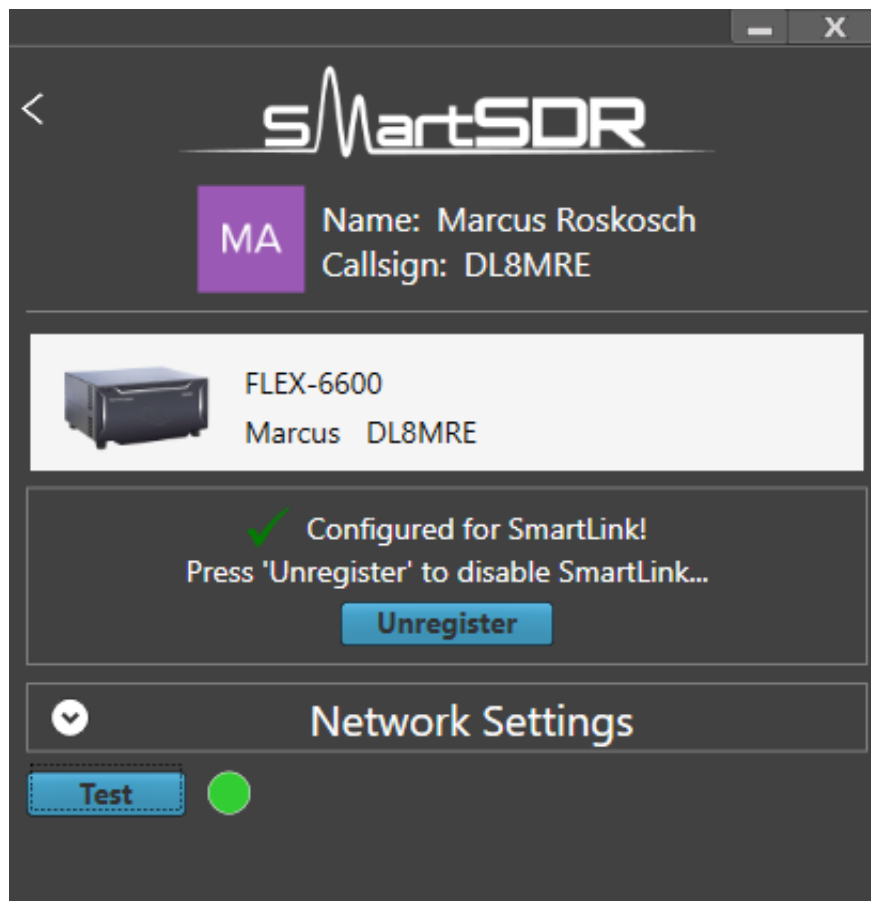 X
smartSDR
MA
Name: Marcus Roskosch
Callsign: DL8MRE
FLEX-6600
Marcus DL8MRE
Configured for SmartLink!
Press 'Unregister' to disable SmartLink...
Unregister
Network Settings
Test